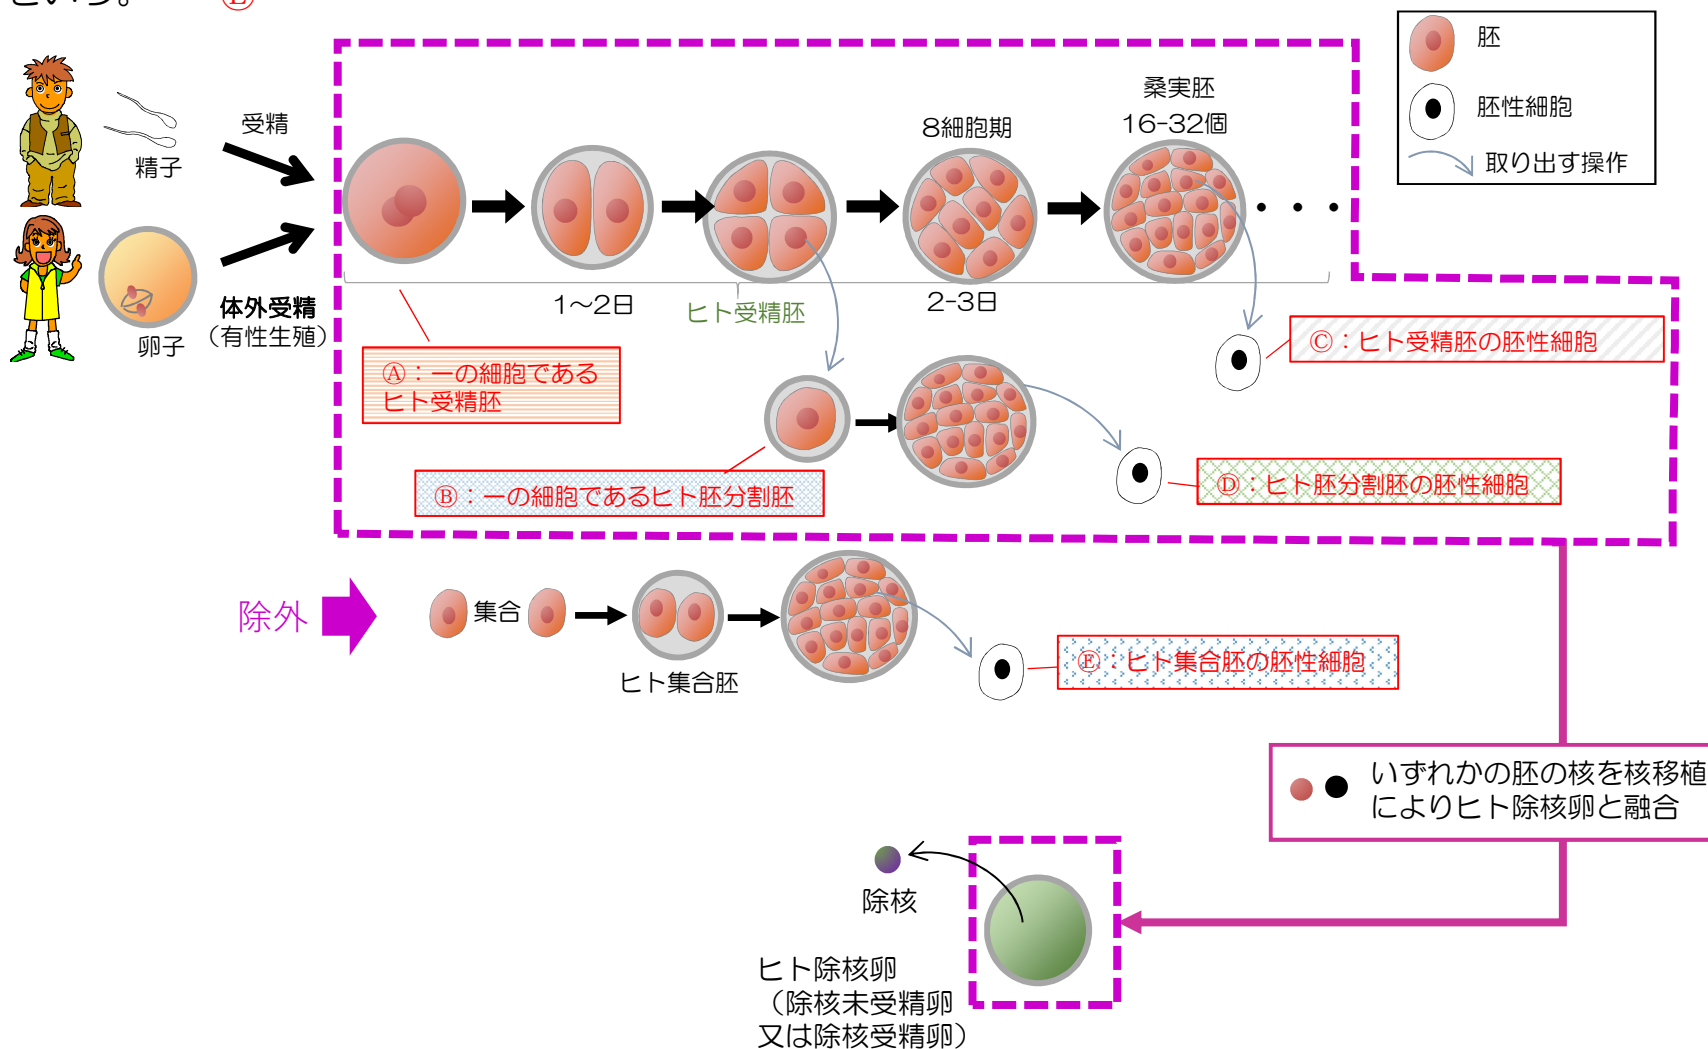 という。
Ⓔ
胚
胚性細胞
取り出す操作
精子
受精
卵子
体外受精
（有性生殖）
8細胞期
桑実胚
16-32個
・・・
1～2日
ヒト受精胚
2-3日
Ⓐ：一の細胞である
ヒト受精胚
Ⓒ：ヒト受精胚の胚性細胞
Ⓑ：一の細胞であるヒト胚分割胚
Ⓓ：ヒト胚分割胚の胚性細胞
除外
集合
ヒト集合胚
Ⓔ：ヒト集合胚の胚性細胞
いずれかの胚の核を核移植
によりヒト除核卵と融合
除核
ヒト除核卵
（除核未受精卵
又は除核受精卵）